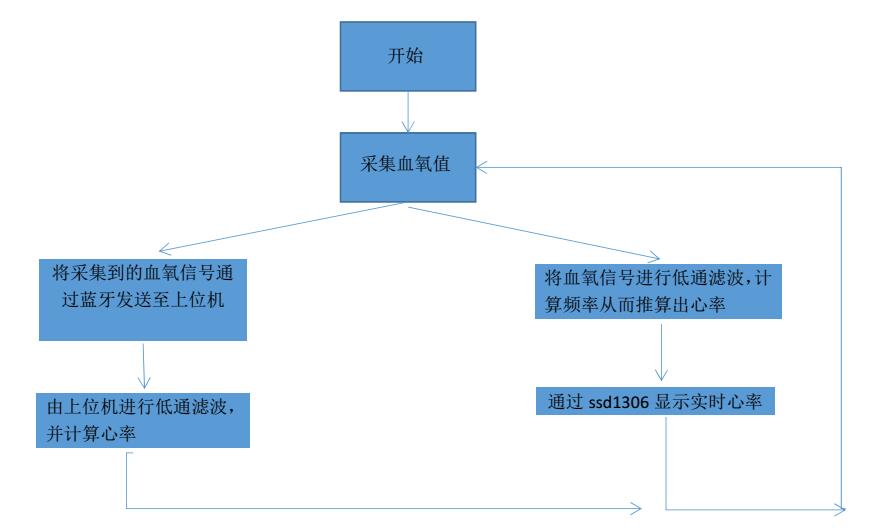 开始
采集血氧值
将采集到的血氧信号通
过蓝牙发送至上位机
将血氧信号进行低通滤波，计
算频率从而推算出心率
由上位机进行低通滤波，
并计算心率
通过 ssd1306 显示实时心率